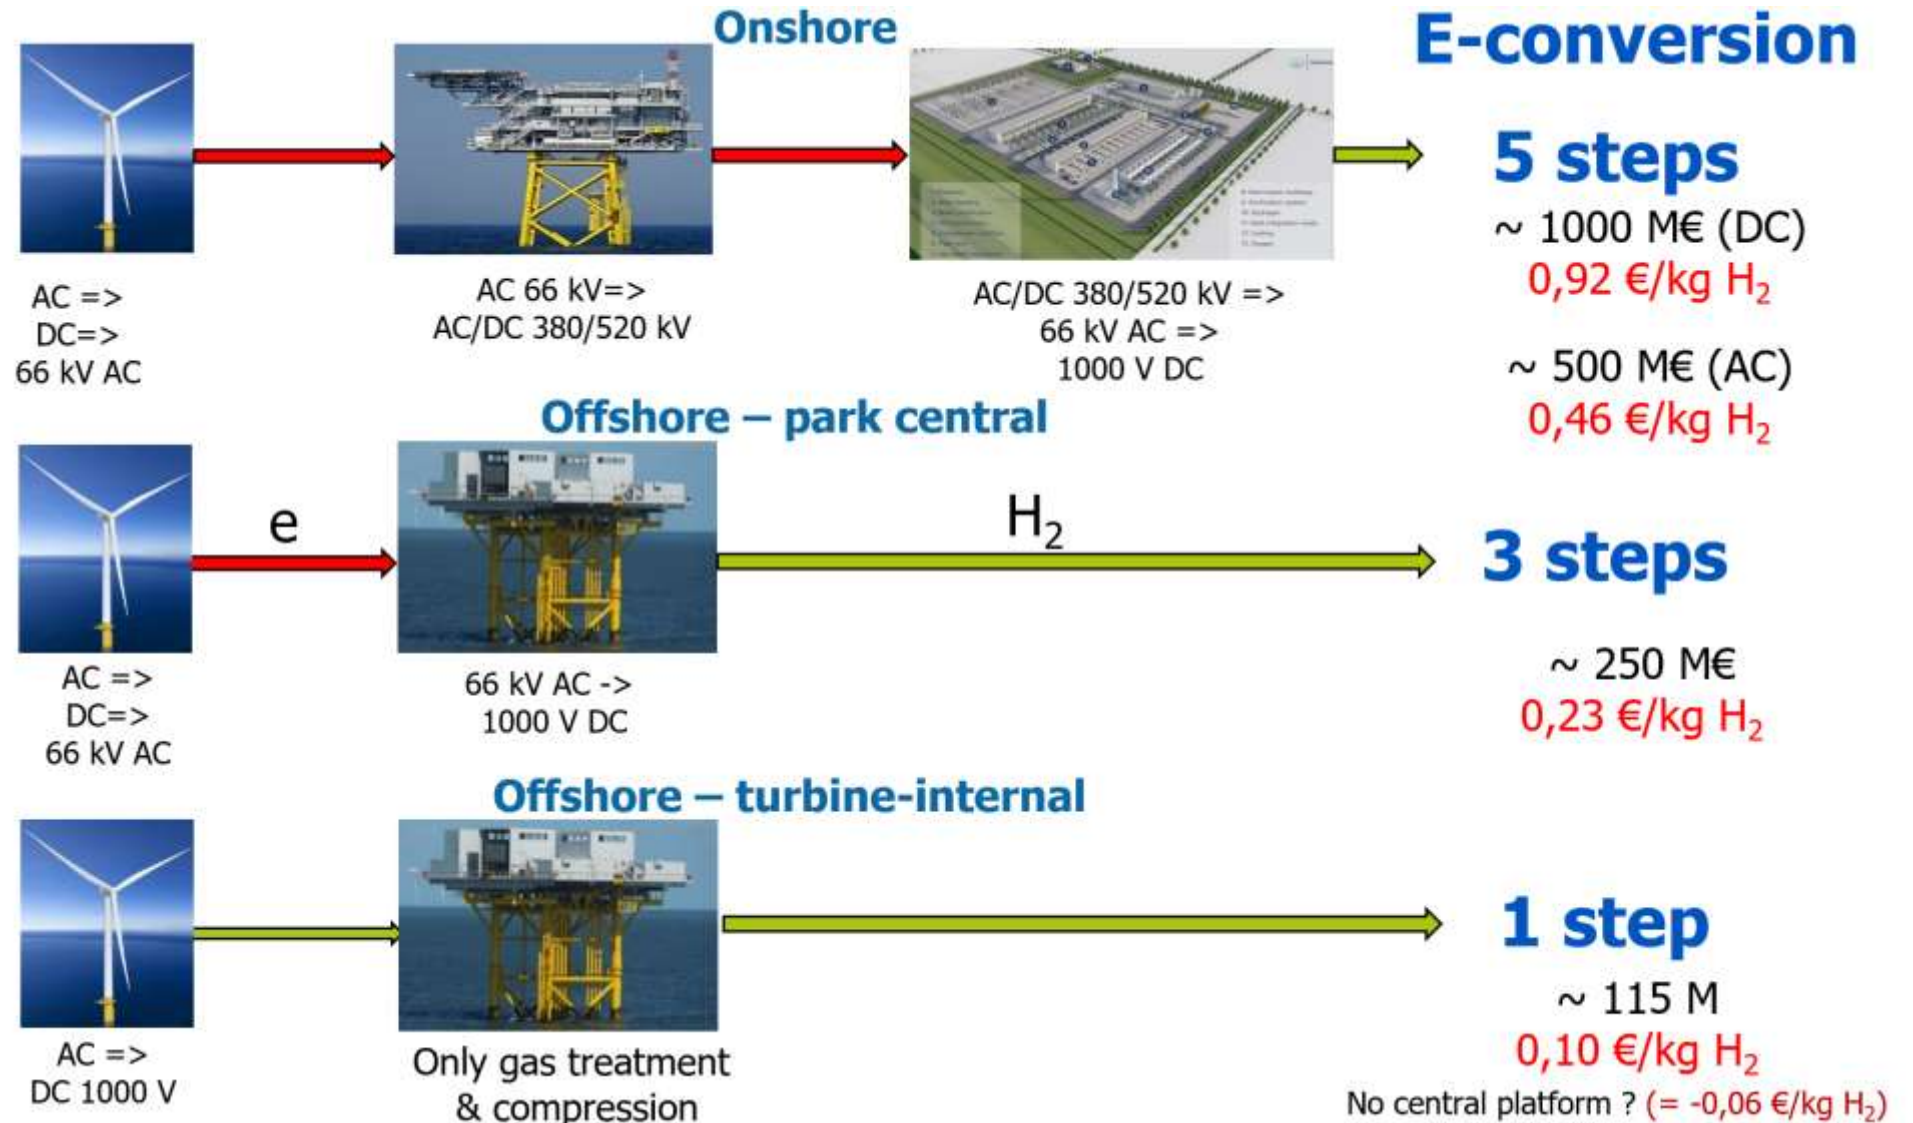 Onshore
E-conversion
5 steps
~ 1000 M€ (DC)
0,92 €/kg H₂
~ 500 M€ (AC)
0,46 €/kg H₂
AC =>
DC=>
66 kV AC
AC 66 kV=>
AC/DC 380/520 kV
AC/DC 380/520 kV =>
66 kV AC =>
1000 V DC
Offshore – park central
e
H₂
3 steps
~ 250 M€
0,23 €/kg H₂
AC =>
DC=>
66 kV AC
66 kV AC ->
1000 V DC
Offshore – turbine-internal
1 step
~ 115 M
0,10 €/kg H₂
No central platform ? (= -0,06 €/kg H₂)
AC =>
DC 1000 V
Only gas treatment
& compression